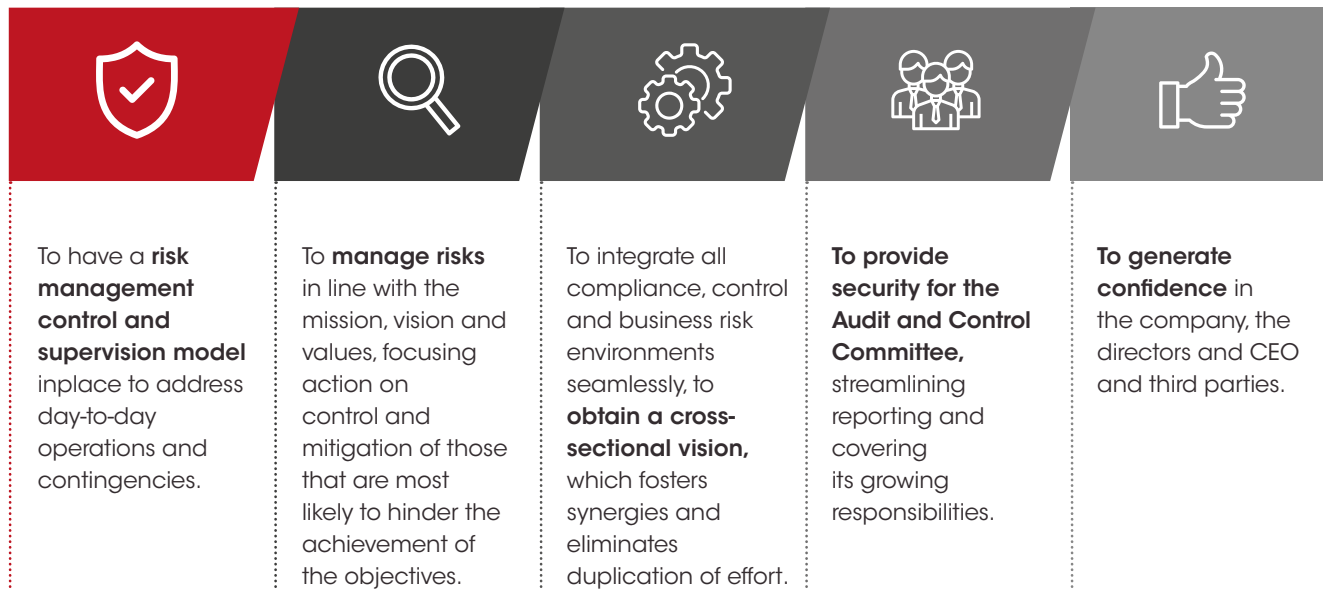 To have a risk
management
control and
supervision model
inplace to address
day-to-day
operations and
contingencies.
To manage risks
in line with the
mission, vision and
values, focusing
action on
control and
mitigation of those
that are most
likely to hinder the
achievement of
the objectives.
To integrate all
compliance, control
and business risk
environments
seamlessly, to
obtain a cross-
sectional vision,
which fosters
synergies and
eliminates
duplication of effort.
To provide
security for the
Audit and Control
Committee,
streamlining
reporting and
covering
its growing
responsibilities.
To generate
confidence in
the company, the
directors and CEO
and third parties.